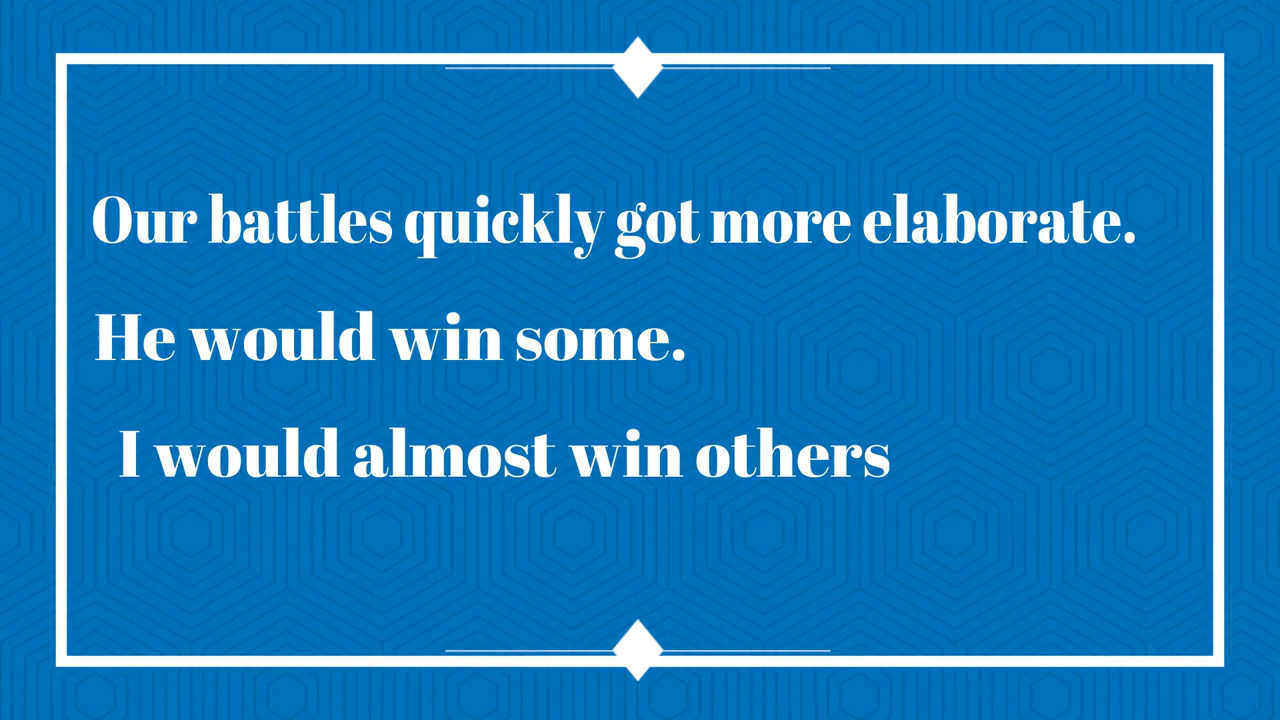 Our battles quickly got more elaborate.
He would win some.
I would almost win others